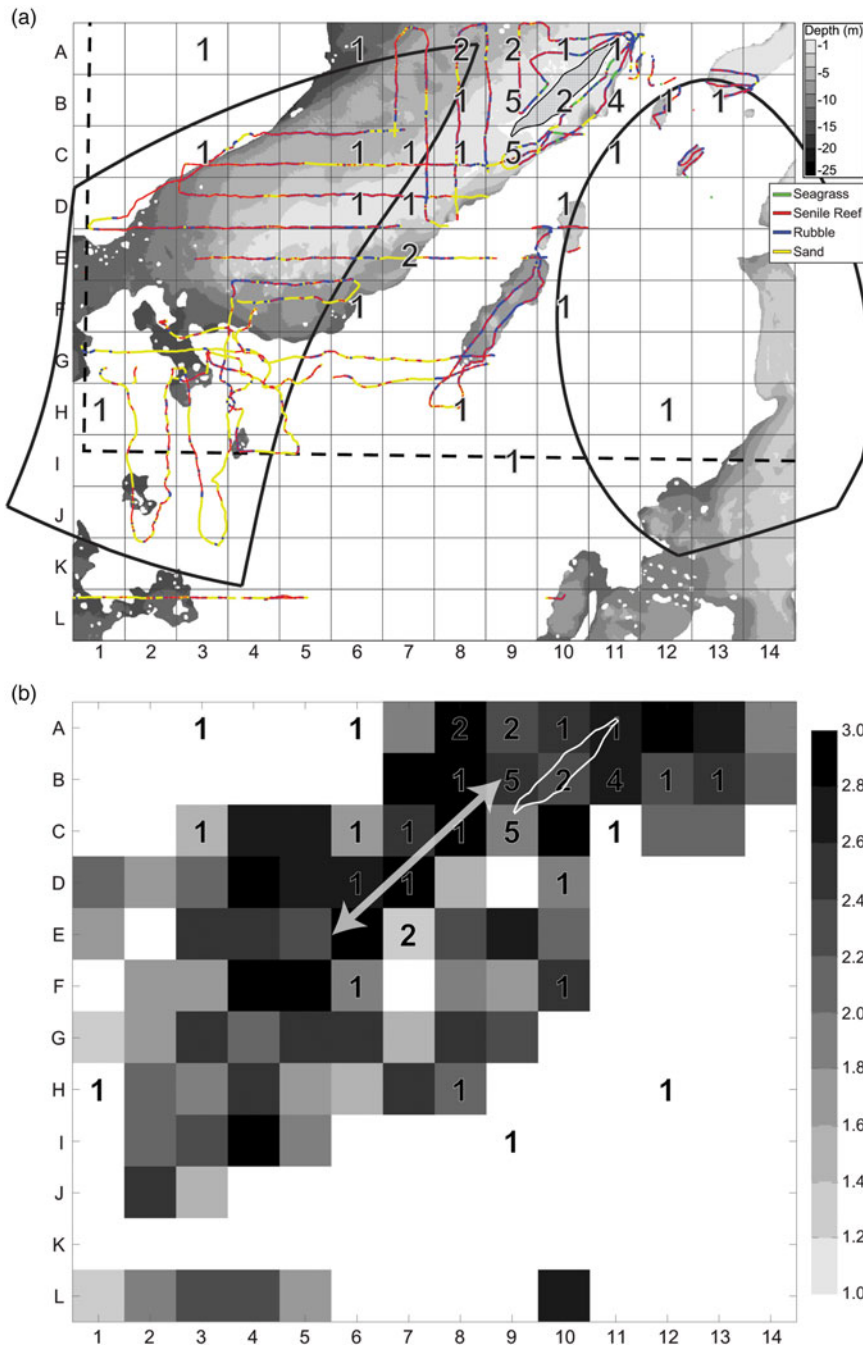 (a)
Depth (m)
-1
-5
-10
-15
-20
-25
Seagrass
Senile Reef
Rubble
Sand
A 1 1 2 2 1 1
B 1 5 2 4 1 1
C 1 1 1 1 5 1
D 1 1 1
E 2
F 1 1
G
H 1 1 1
I 1
J
K
L
1 2 3 4 5 6 7 8 9 10 11 12 13 14
(b)
A 1 1 2 2 1 1
B 1 5 2 4 1 1
C 1 1 1 1 5 1
D 1 1 1
E 2
F 1 1
G
H 1 1 1
I 1
J
K
L
1 2 3 4 5 6 7 8 9 10 11 12 13 14
3.0
2.8
2.6
2.4
2.2
2.0
1.8
1.6
1.4
1.2
1.0